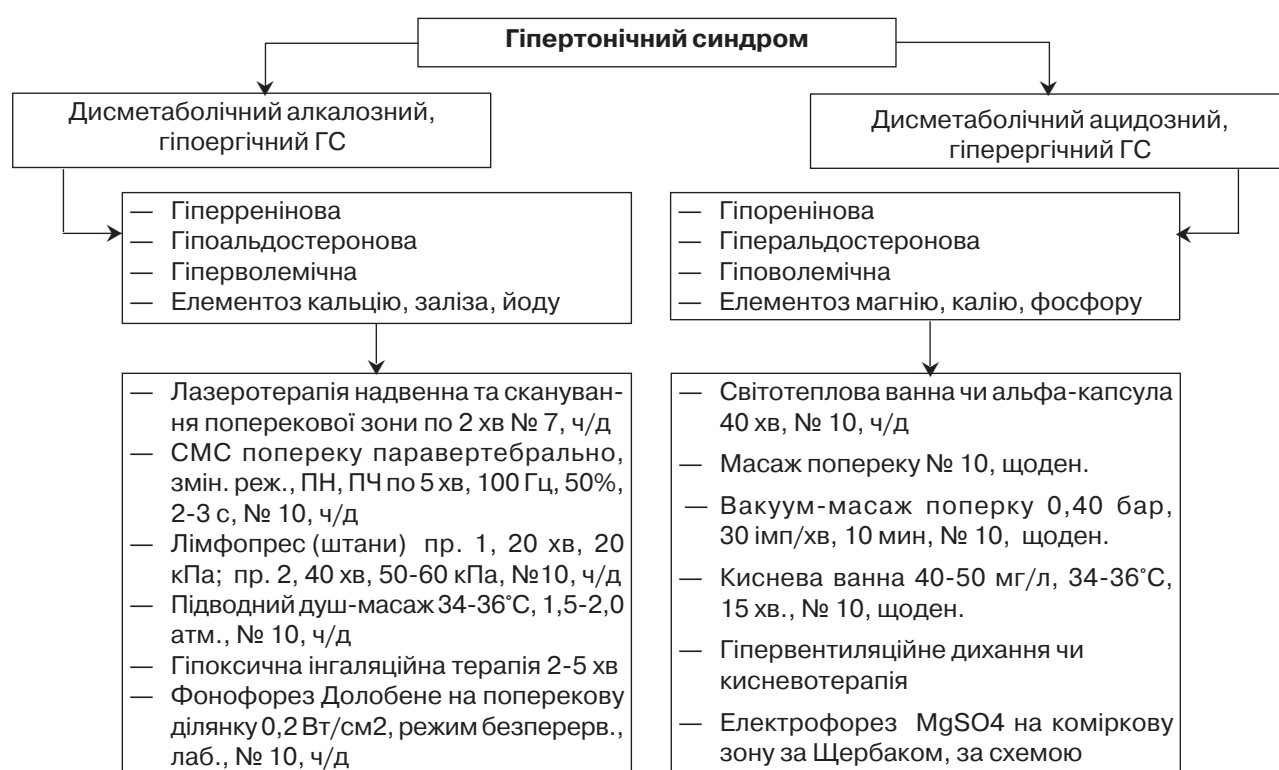 Гіпертонічний синдром
Дисметаболічний алкалозний,
гіпоергічний ГС
Дисметаболічний ацидозний,
гіперергічний ГС
— Гіперренінова
— Гіпоальдостеронова
— Гіперволемічна
— Елементоз кальцію, заліза, йоду
— Гіпоренінова
— Гіперальдостеронова
— Гіповолемічна
— Елементоз магнію, калію, фосфору
— Лазеротерапія надвенна та скануван-
ня поперекової зони по 2 хв № 7, ч/д
— СМС попереку паравертебрально,
змін. реж., ПН, ПЧ по 5 хв, 100 Гц, 50%,
2-3 с, № 10, ч/д
— Лімфопрес (штани) пр. 1, 20 хв, 20
кПа; пр. 2, 40 хв, 50-60 кПа, №10, ч/д
— Підводний душ-масаж 34-36°С, 1,5-2,0
атм., № 10, ч/д
— Гіпоксична інгаляційна терапія 2-5 хв
— Фонофорез Долобене на поперекову
ділянку 0,2 Вт/см2, режим безперерв.,
лаб., № 10, ч/д
— Світотеплова ванна чи альфа-капсула
40 хв, № 10, ч/д
— Масаж попереку № 10, щоден.
— Вакуум-масаж поперку 0,40 бар,
30 імп/хв, 10 мин, № 10, щоден.
— Киснева ванна 40-50 мг/л, 34-36°С,
15 хв., № 10, щоден.
— Гіпервентиляційне дихання чи
кисневотерапія
— Електрофорез MgSO4 на коміркову
зону за Щербаком, за схемою